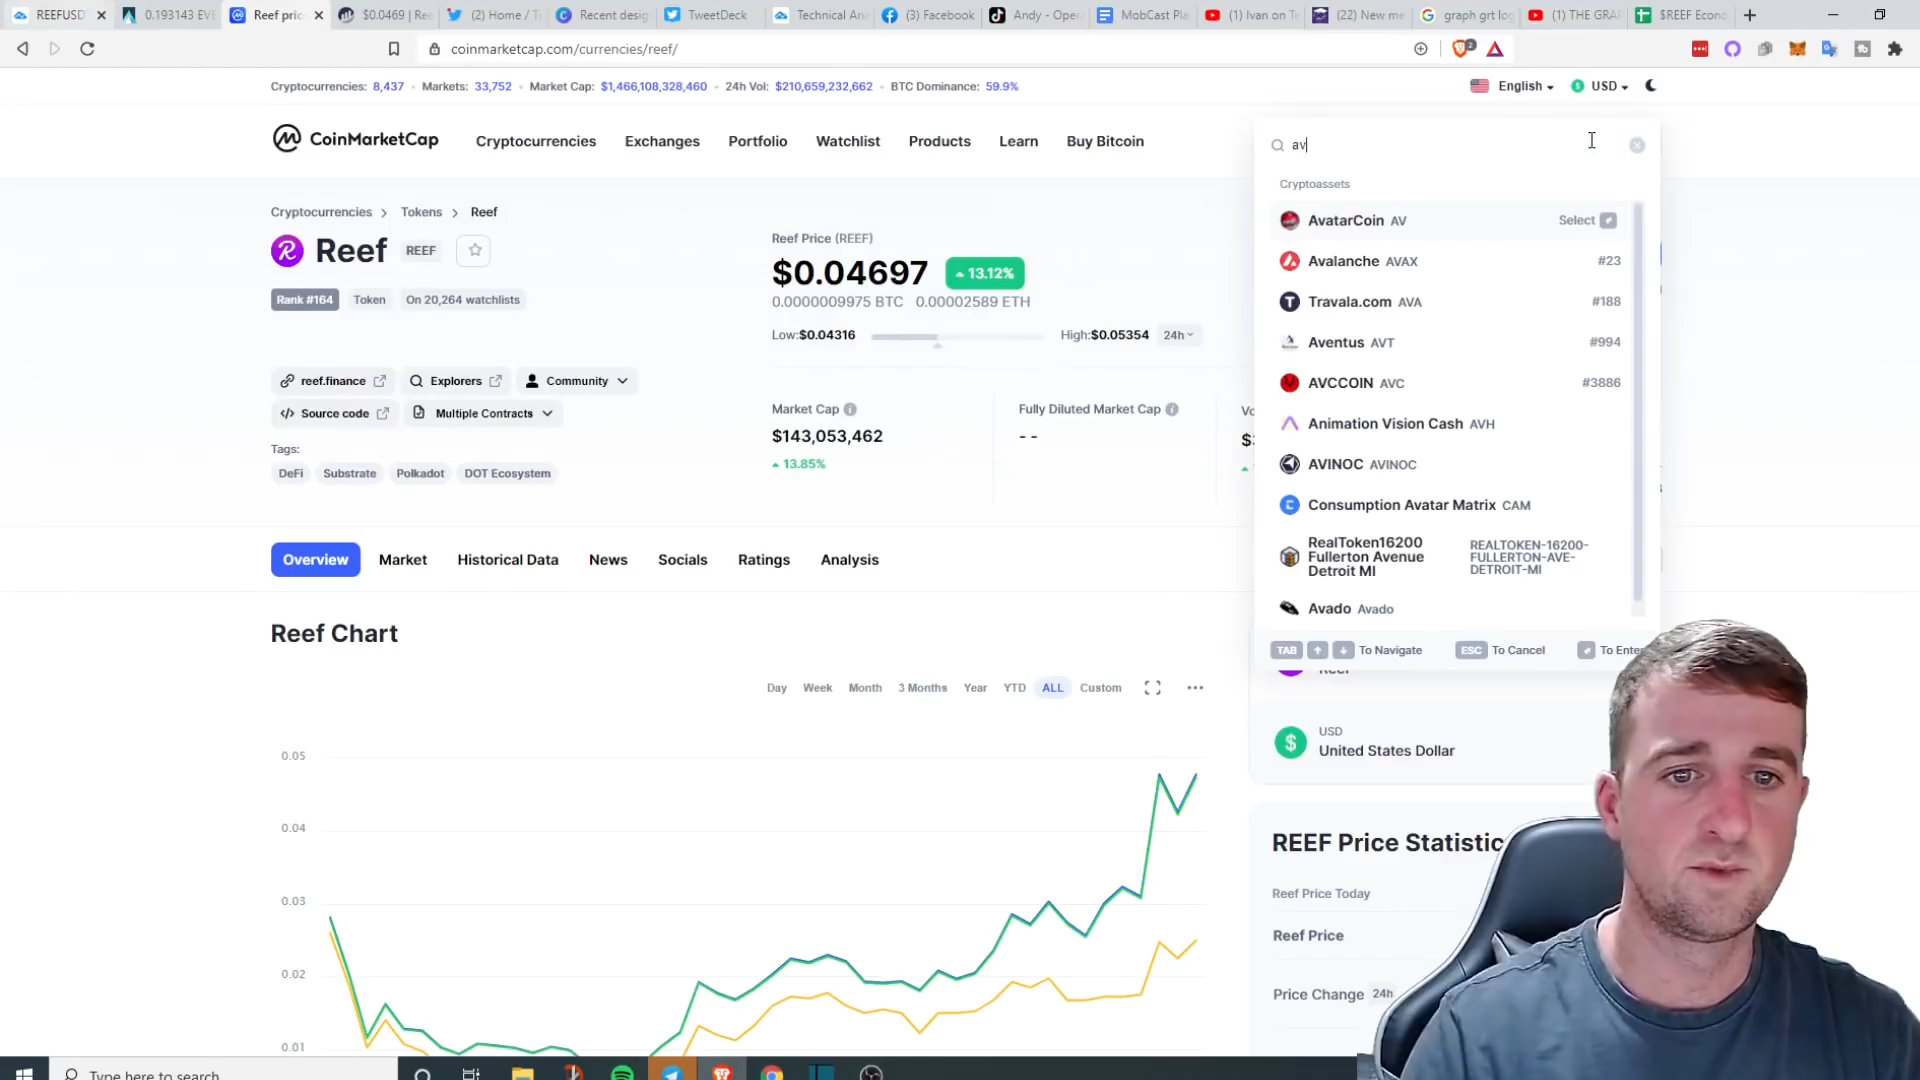 REEFUSD
0.193143 EVE
Reef pric
$0.0469 | Ree
(2) Home / T
Recent desig
TweetDeck
Technical An
(3) Facebook
Andy - Oper
MobCast Pla
(1) Ivan on T
(22) New me
graph grt log
(1) THE GRA
$REEF Econo
coinmarketcap.com/currencies/reef/
2
Cryptocurrencies: 8,437 • Markets: 33,752 • Market Cap: $1,466,108,328,460 • 24h Vol: $210,659,232,662 • BTC Dominance: 59.9%
English
USD
CoinMarketCap
Cryptocurrencies
Exchanges
Portfolio
Watchlist
Products
Learn
Buy Bitcoin
av
Cryptoassets
AvatarCoin AV
Select
Avalanche AVAX
#23
Travala.com AVA
#188
Aventus AVT
#994
AVCCOIN AVC
#3886
Animation Vision Cash AVH
AVINOC AVINOC
Consumption Avatar Matrix CAM
RealToken16200
Fullerton Avenue
Detroit MI
REALTOKEN-16200-
FULLERTON-AVE-
DETROIT-MI
Avado Avado
TAB
To Navigate
ESC
To Cancel
To Ente
Cryptocurrencies > Tokens > Reef
Reef
REEF
Rank #164
Token
On 20,264 watchlists
reef.finance
Explorers
Community
Source code
Multiple Contracts
Tags:
DeFi
Substrate
Polkadot
DOT Ecosystem
Reef Price (REEF)
$0.04697
13.12%
0.0000009975 BTC
0.00002589 ETH
Low:$0.04316
High:$0.05354
24h
Market Cap
$143,053,462
13.85%
Fully Diluted Market Cap
- -
Overview
Market
Historical Data
News
Socials
Ratings
Analysis
Reef Chart
Day
Week
Month
3 Months
Year
YTD
ALL
Custom
0.05
0.04
0.03
0.02
0.01
USD
United States Dollar
REEF Price Statistic
Reef Price Today
Reef Price
Price Change 24h
Type here to search